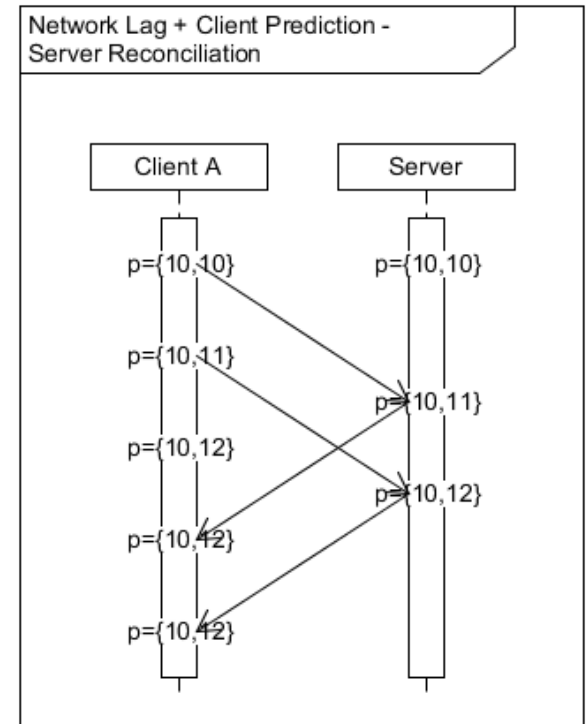 Network Lag + Client Prediction -
Server Reconciliation
Client A
Server
p={10,10}
p={10,10}
p={10,11}
p={10,11}
p={10,12}
p={10,12}
p={10,12}
p={10,12}